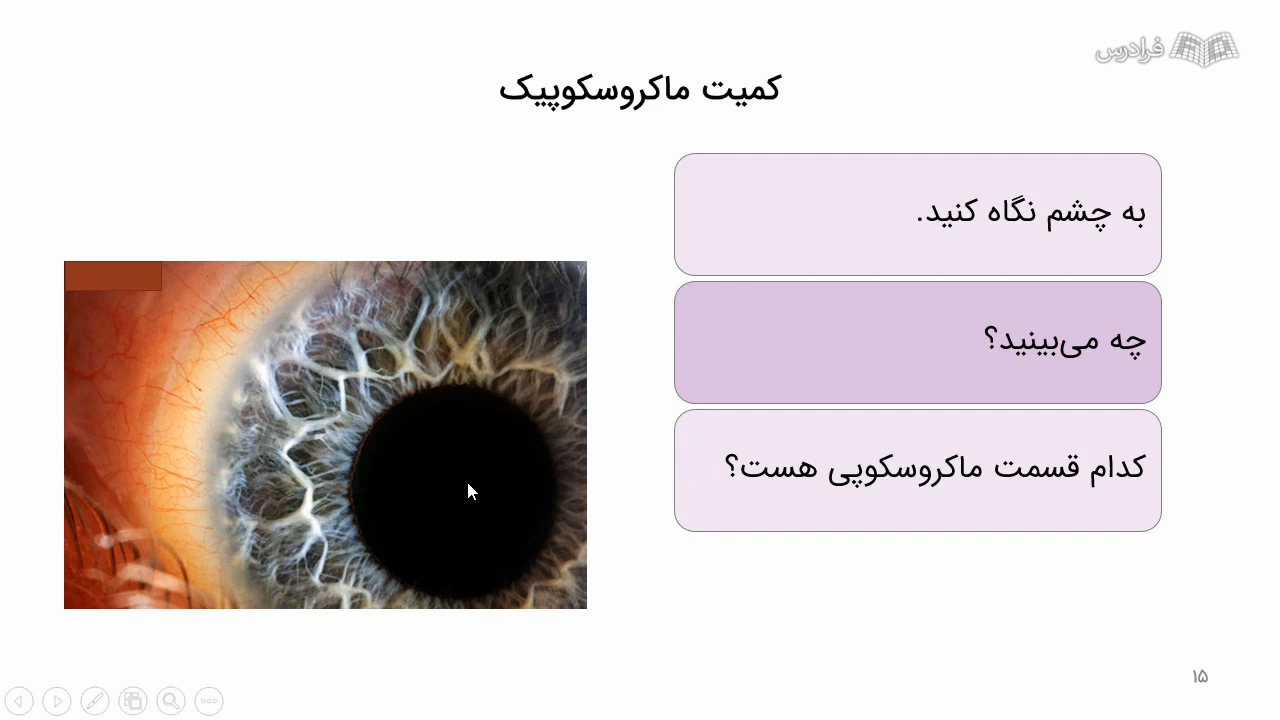 فرادرس
کمیت ماکروسکوپیک
به چشم نگاه کنید.
چه می‌بینید؟
کدام قسمت ماکروسکوپی هست؟
۱۵